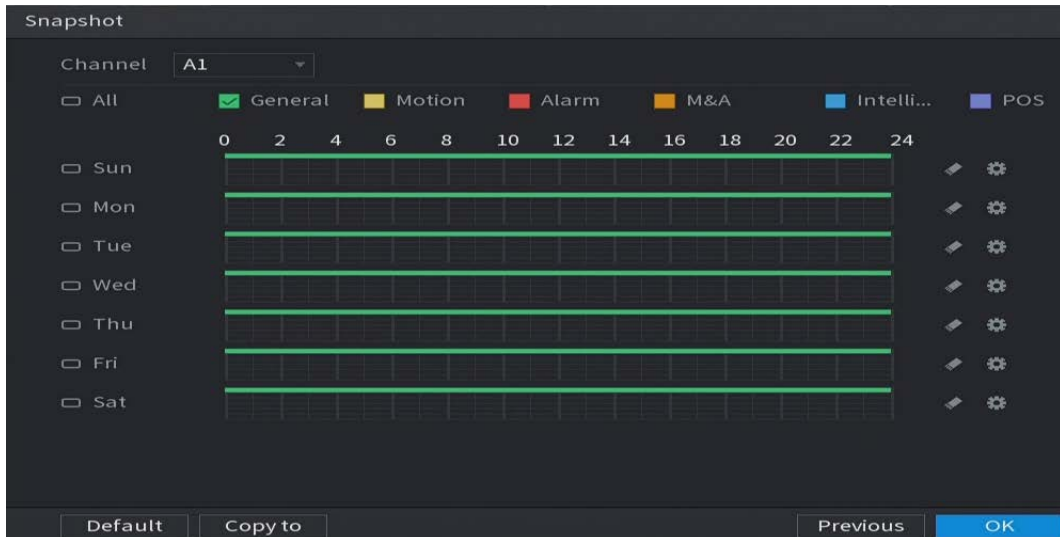 Snapshot
Channel A1
All General Motion Alarm M&A Intelli... POS
0 2 4 6 8 10 12 14 16 18 20 22 24
Sun
Mon
Tue
Wed
Thu
Fri
Sat
Default Copy to Previous OK